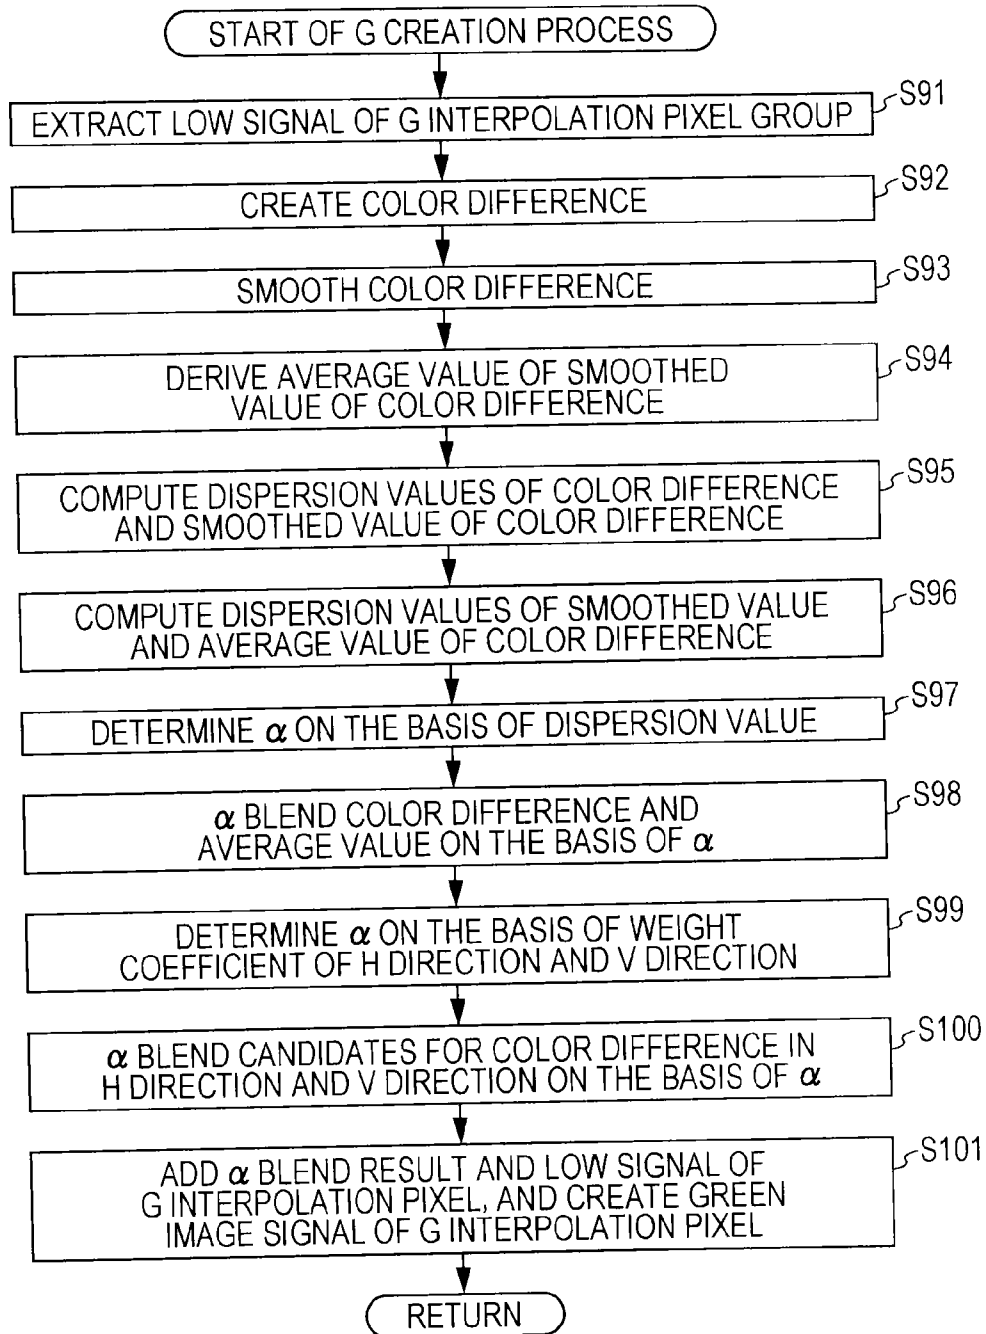 START OF G CREATION PROCESS
S91
EXTRACT LOW SIGNAL OF G INTERPOLATION PIXEL GROUP
S92
CREATE COLOR DIFFERENCE
S93
SMOOTH COLOR DIFFERENCE
S94
DERIVE AVERAGE VALUE OF SMOOTHED
VALUE OF COLOR DIFFERENCE
S95
COMPUTE DISPERSION VALUES OF COLOR DIFFERENCE
AND SMOOTHED VALUE OF COLOR DIFFERENCE
S96
COMPUTE DISPERSION VALUES OF SMOOTHED VALUE
AND AVERAGE VALUE OF COLOR DIFFERENCE
S97
DETERMINE α ON THE BASIS OF DISPERSION VALUE
S98
α BLEND COLOR DIFFERENCE AND
AVERAGE VALUE ON THE BASIS OF α
S99
DETERMINE α ON THE BASIS OF WEIGHT
COEFFICIENT OF H DIRECTION AND V DIRECTION
S100
α BLEND CANDIDATES FOR COLOR DIFFERENCE IN
H DIRECTION AND V DIRECTION ON THE BASIS OF α
S101
ADD α BLEND RESULT AND LOW SIGNAL OF
G INTERPOLATION PIXEL, AND CREATE GREEN
IMAGE SIGNAL OF G INTERPOLATION PIXEL
RETURN